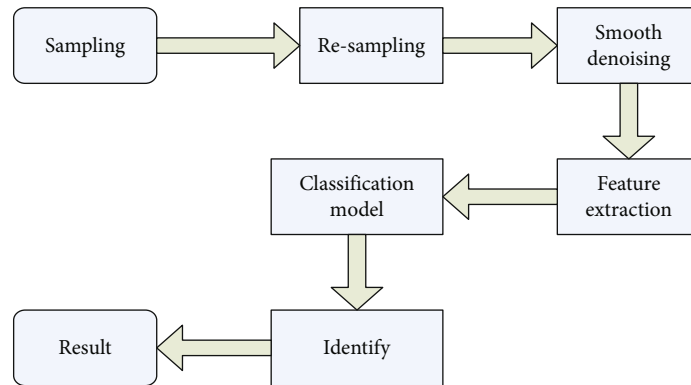 Sampling
Re-sampling
Smooth
denoising
Classification
model
Feature
extraction
Result
Identify